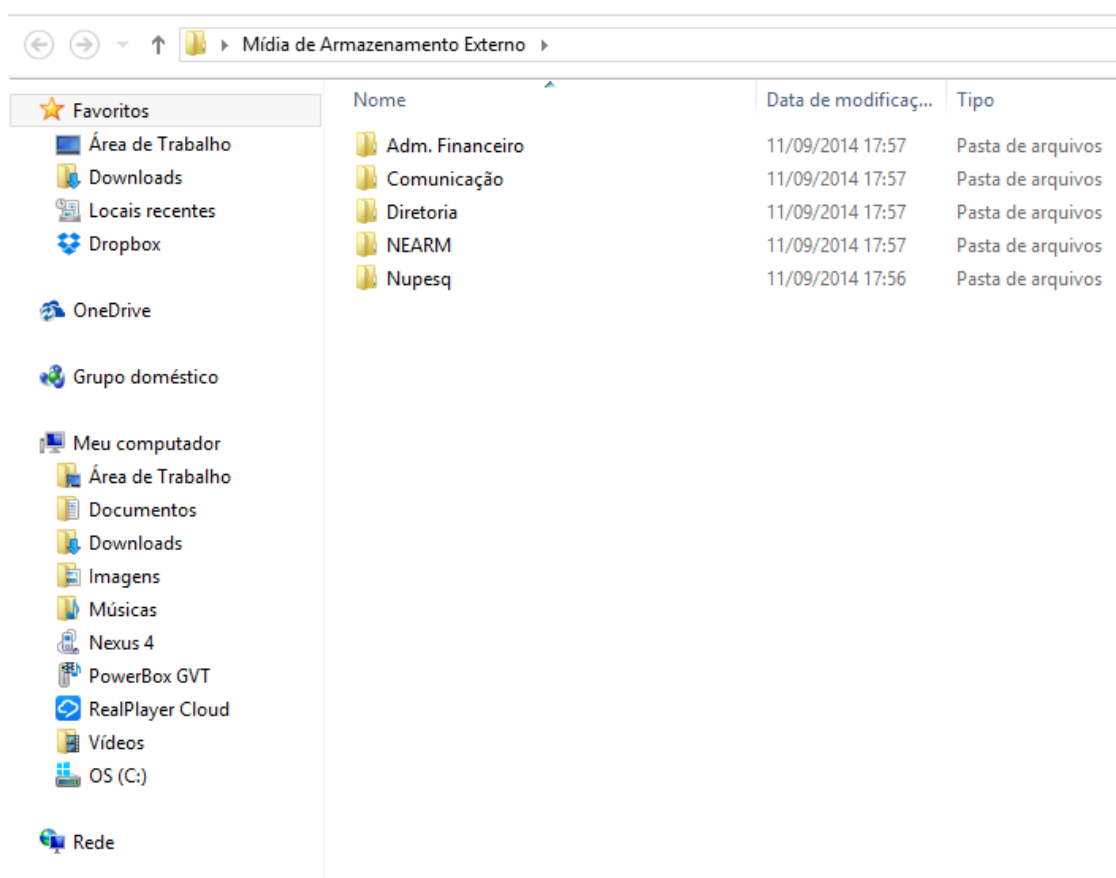 Mídia de Armazenamento Externo
Favoritos
Área de Trabalho
Downloads
Locais recentes
Dropbox
OneDrive
Grupo doméstico
Meu computador
Área de Trabalho
Documentos
Downloads
Imagens
Músicas
Nexus 4
PowerBox GVT
RealPlayer Cloud
Vídeos
OS (C:)
Rede
Nome Data de modificaç... Tipo
Adm. Financeiro 11/09/2014 17:57 Pasta de arquivos
Comunicação 11/09/2014 17:57 Pasta de arquivos
Diretoria 11/09/2014 17:57 Pasta de arquivos
NEARM 11/09/2014 17:57 Pasta de arquivos
Nupesq 11/09/2014 17:56 Pasta de arquivos